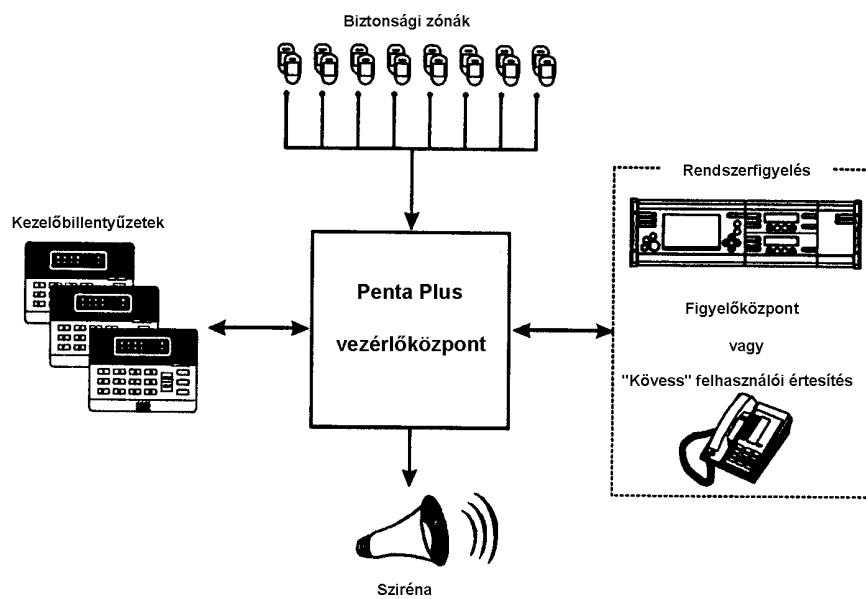 Biztonsági zónák
Rendszerfigyelés
Kezelőbillentyűzetek
Penta Plus
vezérlőközpont
Figyelőközpont
vagy
"Kövess" felhasználói értesítés
Sziréna